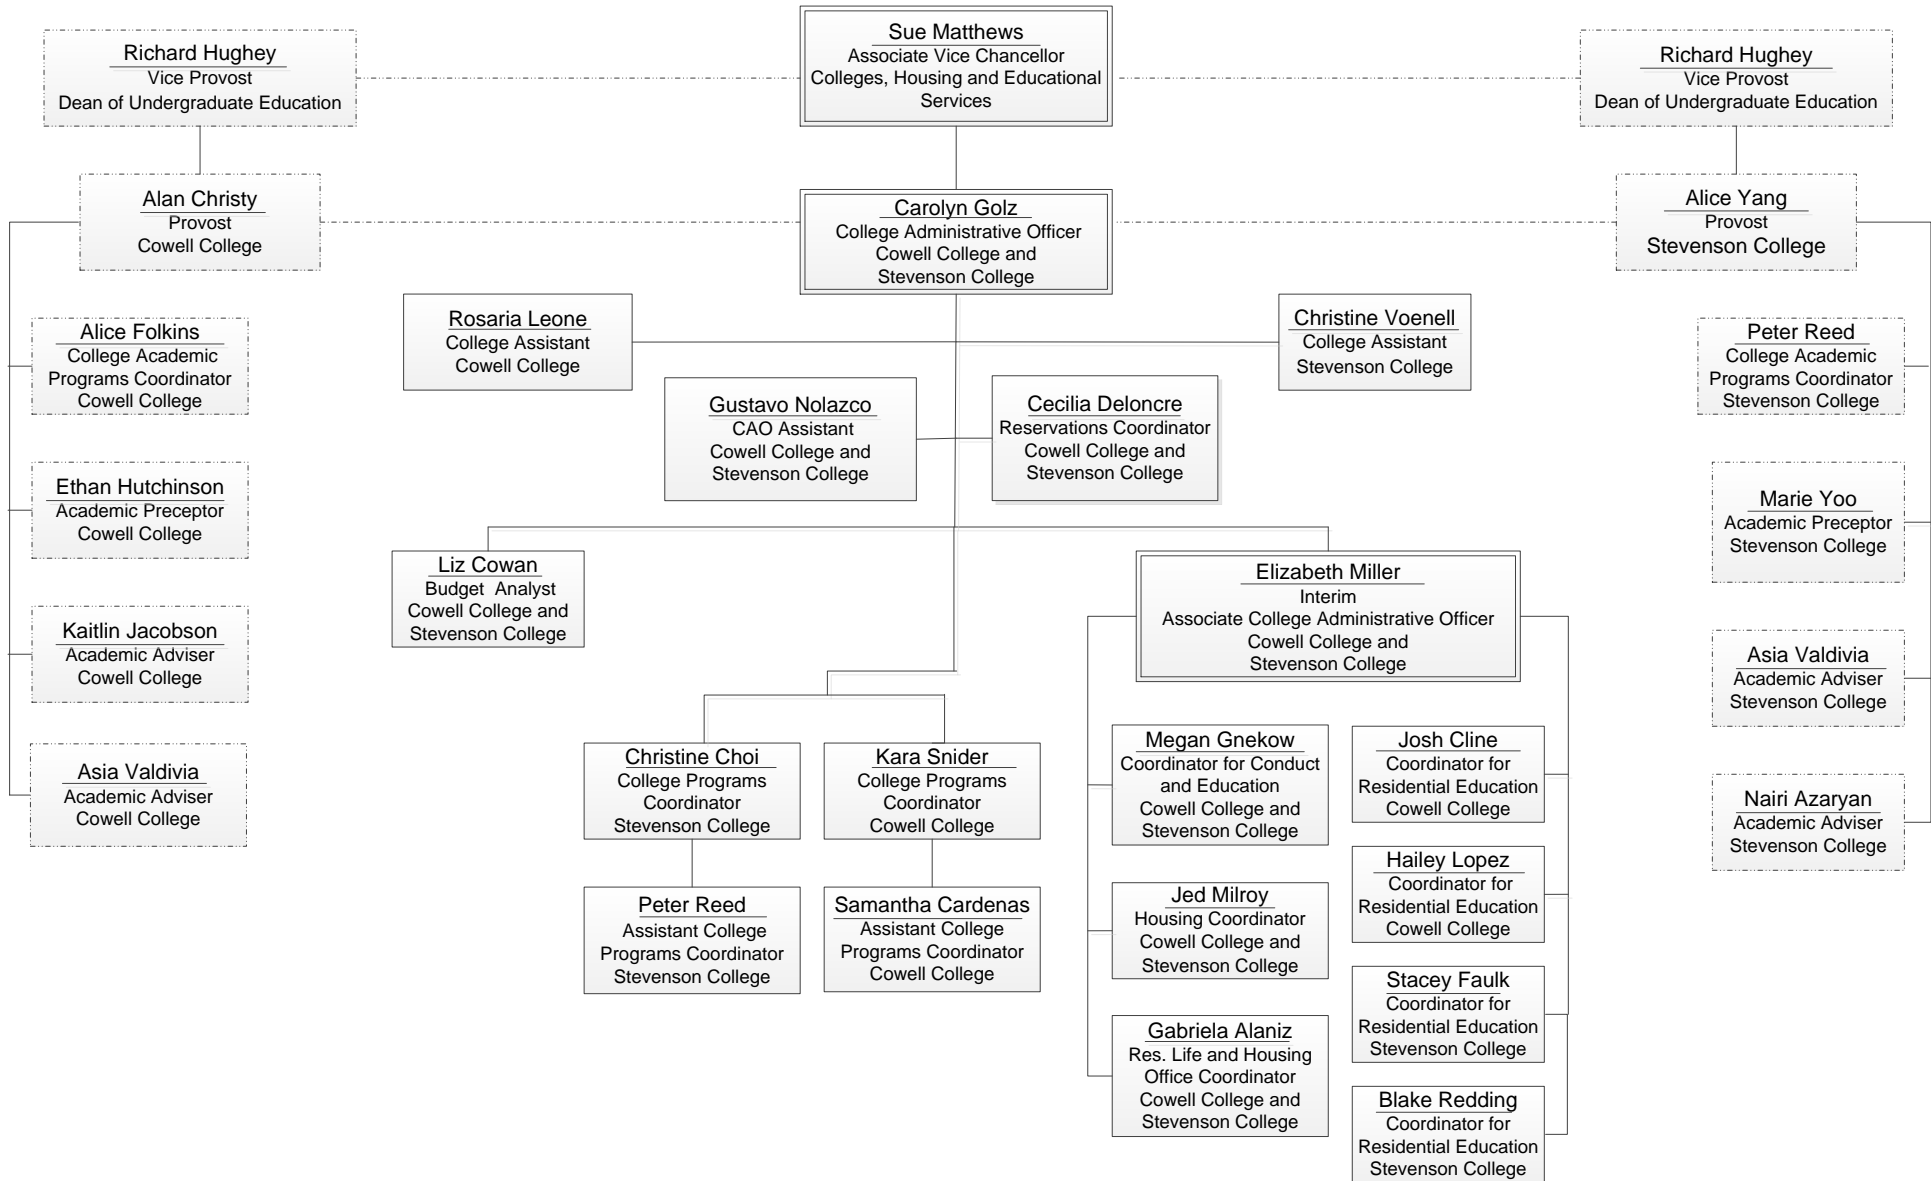 Richard Hughey
Vice Provost
Dean of Undergraduate Education
Sue Matthews
Associate Vice Chancellor
Colleges, Housing and Educational
Services
Richard Hughey
Vice Provost
Dean of Undergraduate Education
Alan Christy
Provost
Cowell College
Carolyn Golz
College Administrative Officer
Cowell College and
Stevenson College
Alice Yang
Provost
Stevenson College
Rosaria Leone
College Assistant
Cowell College
Christine Voenell
College Assistant
Stevenson College
Gustavo Nolazco
CAO Assistant
Cowell College and
Stevenson College
Cecilia Deloncre
Reservations Coordinator
Cowell College and
Stevenson College
Alice Folkins
College Academic
Programs Coordinator
Cowell College
Ethan Hutchinson
Academic Preceptor
Cowell College
Kaitlin Jacobson
Academic Adviser
Cowell College
Asia Valdivia
Academic Adviser
Cowell College
Liz Cowan
Budget Analyst
Cowell College and
Stevenson College
Elizabeth Miller
Interim
Associate College Administrative Officer
Cowell College and
Stevenson College
Christine Choi
College Programs
Coordinator
Stevenson College
Kara Snider
College Programs
Coordinator
Cowell College
Peter Reed
Assistant College
Programs Coordinator
Stevenson College
Samantha Cardenas
Assistant College
Programs Coordinator
Cowell College
Megan Gnekow
Coordinator for Conduct
and Education
Cowell College and
Stevenson College
Jed Milroy
Housing Coordinator
Cowell College and
Stevenson College
Gabriela Alaniz
Res. Life and Housing
Office Coordinator
Cowell College and
Stevenson College
Josh Cline
Coordinator for
Residential Education
Cowell College
Hailey Lopez
Coordinator for
Residential Education
Cowell College
Stacey Faulk
Coordinator for
Residential Education
Stevenson College
Blake Redding
Coordinator for
Residential Education
Stevenson College
Peter Reed
College Academic
Programs Coordinator
Stevenson College
Marie Yoo
Academic Preceptor
Stevenson College
Asia Valdivia
Academic Adviser
Stevenson College
Nairi Azaryan
Academic Adviser
Stevenson College